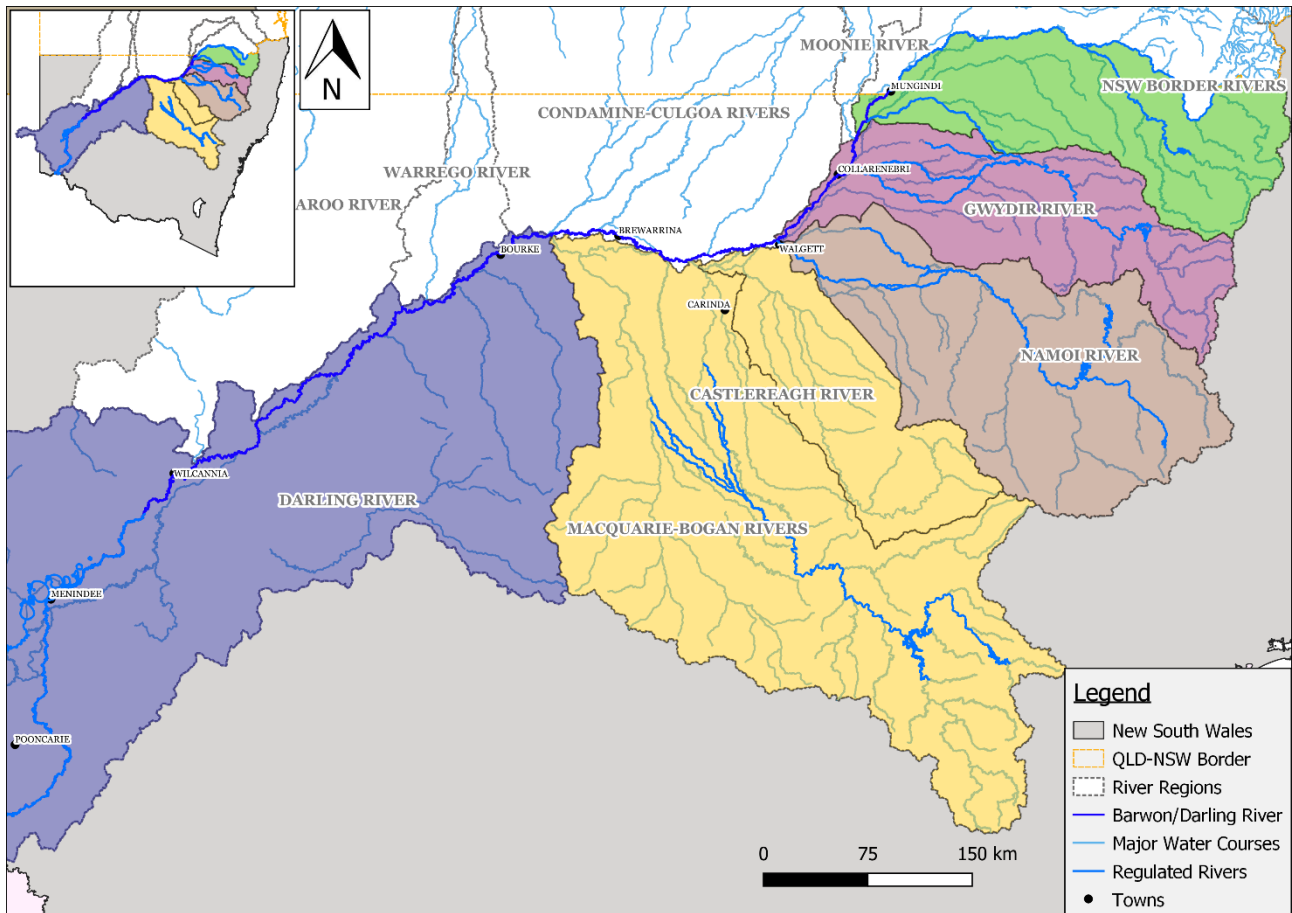 N
MOONIE RIVER
NSW BORDER RIVERS
MUNGINDI
CONDAMINE-CULGOA RIVERS
WARREGO RIVER
COLLARENEBRI
AROO RIVER
GWYDIR RIVER
BREWARRINA
BOURKE
WALGETT
CARINDA
NAMOI RIVER
CASTLEREAGH RIVER
WILCANNIA
DARLING RIVER
MACQUARIE-BOGAN RIVERS
MENINDEE
POONCARIE
Legend
New South Wales
QLD-NSW Border
River Regions
Barwon/Darling River
Major Water Courses
Regulated Rivers
Towns
0 75 150 km